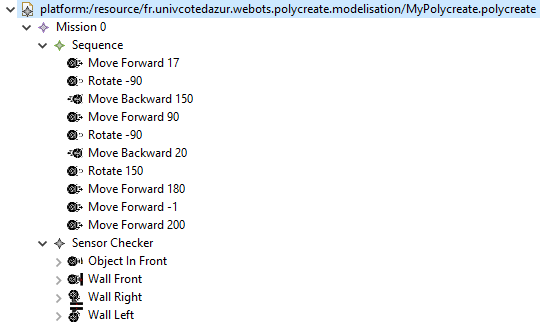 platform:/resource/fr.univcotedazur.webots.polycreate.modelisation/MyPolycreate.polycreate
Mission 0
Sequence
Move Forward 17
Rotate -90
Move Backward 150
Move Forward 90
Rotate -90
Move Backward 20
Rotate 150
Move Forward 180
Move Forward -1
Move Forward 200
Sensor Checker
Object In Front
Wall Front
Wall Right
Wall Left